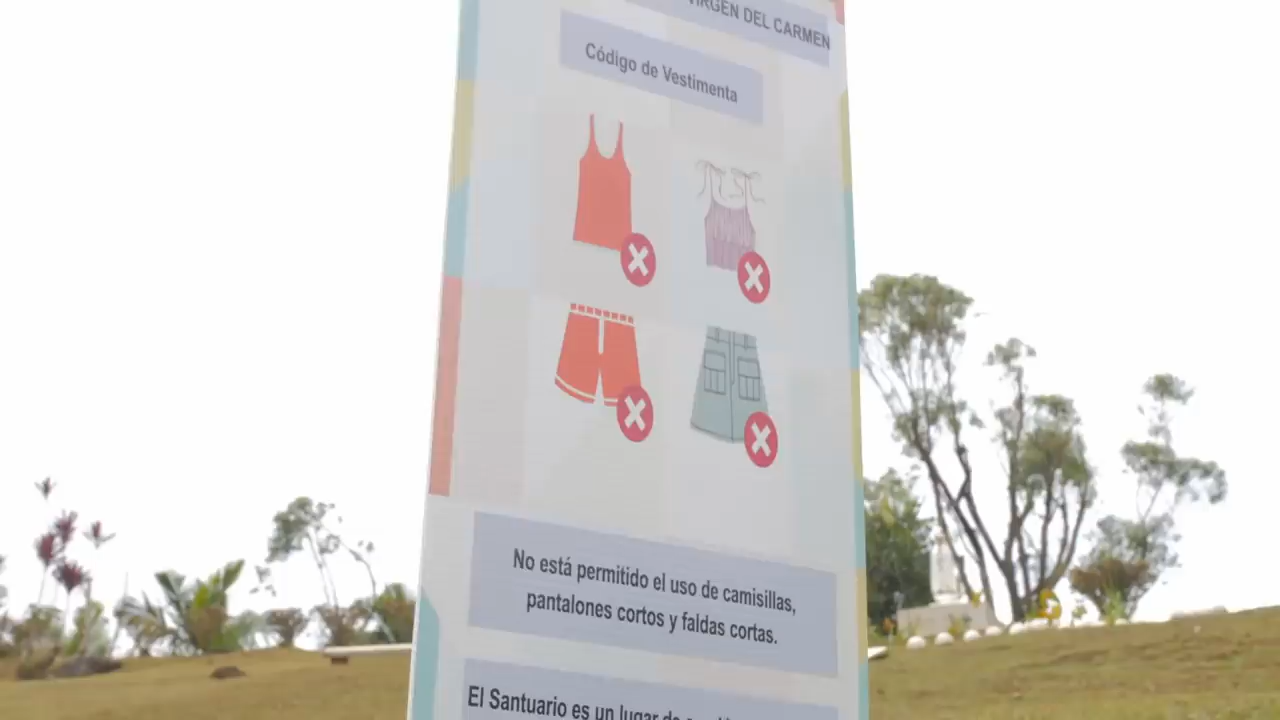 VIRGEN DEL CARMEN
Código de Vestimenta
No está permitido el uso de camisillas,
pantalones cortos y faldas cortas.
El Santuario es un lugar de